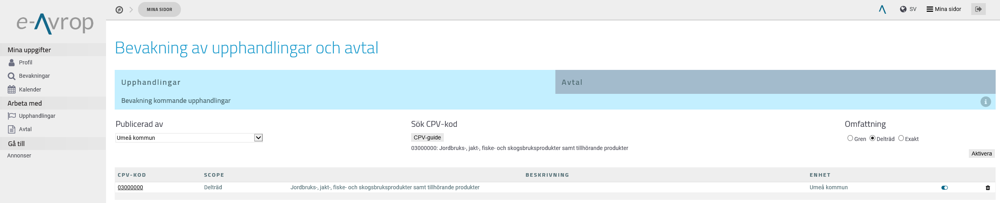 e-Avrop
MINA SIDOR
SV
Mina sidor
Mina uppgifter
Profil
Bevakningar
Kalender
Arbeta med
Upphandlingar
Avtal
Gå till
Annonser
Bevakning av upphandlingar och avtal
Upphandlingar
Avtal
Bevakning kommande upphandlingar
Publicerad av
Umeå kommun
Sök CPV-kod
CPV-guide
03000000: Jordbruks-, jakt-, fiske- och skogsbruksprodukter samt tillhörande produkter
Omfattning
Gren Delträd Exakt
Aktivera
CPV-KOD SCOPE BESKRIVNING ENHET
03000000 Delträd Jordbruks-, jakt-, fiske- och skogsbruksprodukter samt tillhörande produkter Umeå kommun